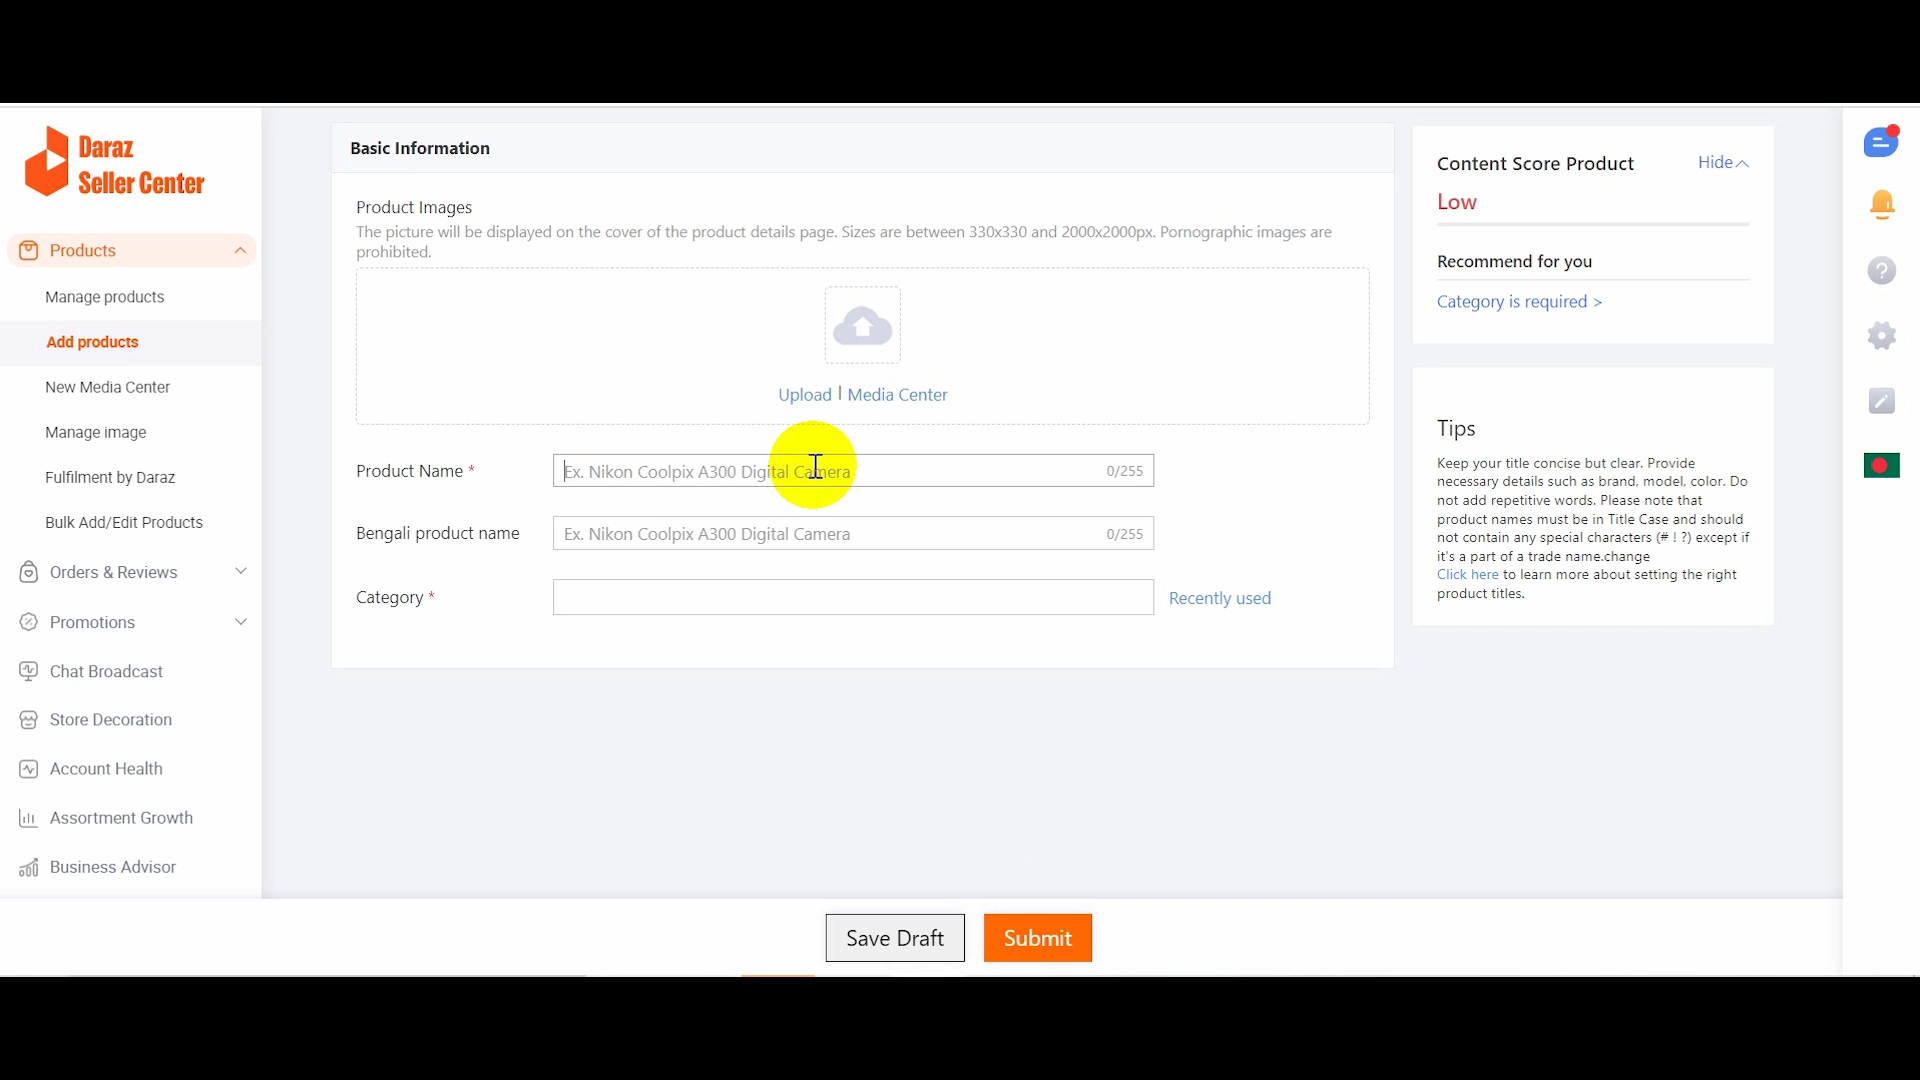 Daraz
Seller Center
Products
Manage products
Add products
New Media Center
Manage image
Fulfilment by Daraz
Bulk Add/Edit Products
Orders & Reviews
Promotions
Chat Broadcast
Store Decoration
Account Health
Assortment Growth
Business Advisor
Basic Information
Product Images
The picture will be displayed on the cover of the product details page. Sizes are between 330x330 and 2000x2000px. Pornographic images are
prohibited.
Upload | Media Center
Product Name * Ex. Nikon Coolpix A300 Digital Camera 0/255
Bengali product name Ex. Nikon Coolpix A300 Digital Camera 0/255
Category * Recently used
Save Draft Submit
Content Score Product Hide
Low
Recommend for you
Category is required >
Tips
Keep your title concise but clear. Provide
necessary details such as brand, model, color. Do
not add repetitive words. Please note that
product names must be in Title Case and should
not contain any special characters (# ! ?) except if
it's a part of a trade name.change
Click here to learn more about setting the right
product titles.